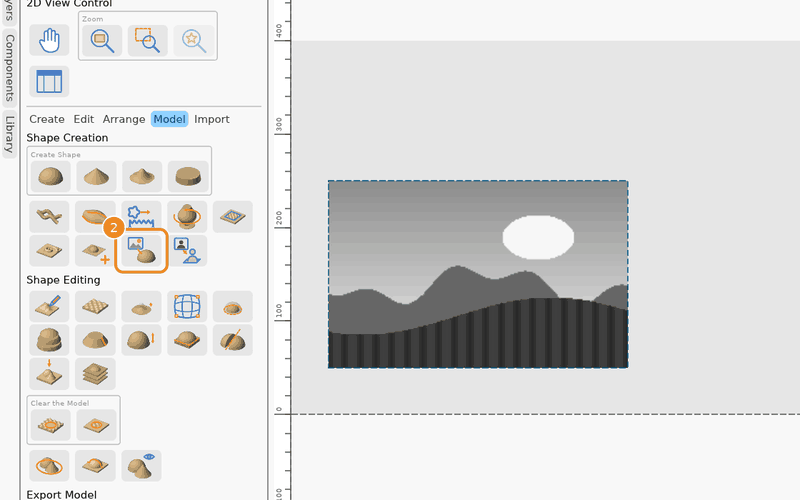 2D View Control
Zoom
yers
Components
Library
Create Edit Arrange Model Import
Shape Creation
Create Shape
2
Shape Editing
Clear the Model
Export Model
400
300
200
100
0
100